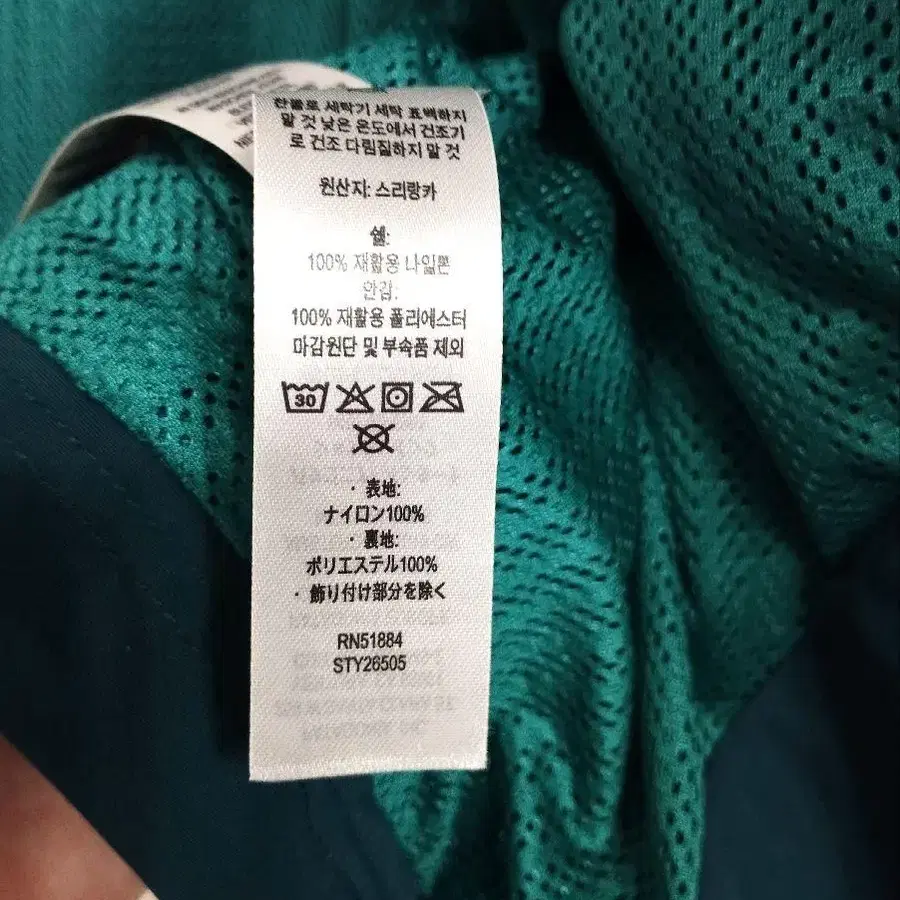 찬물로 세탁기 세탁 표백하지
말 것 낮은 온도에서 건조기
로 건조 다림질하지 말 것
원산지: 스리랑카
쉘:
100% 재활용 나일론
안감:
100% 재활용 폴리에스터
마감원단 및 부속품 제외
30
· 表地:
ナイロン100%
· 裏地:
ポリエステル100%
· 飾り付け部分を除く
RN51884
STY26505